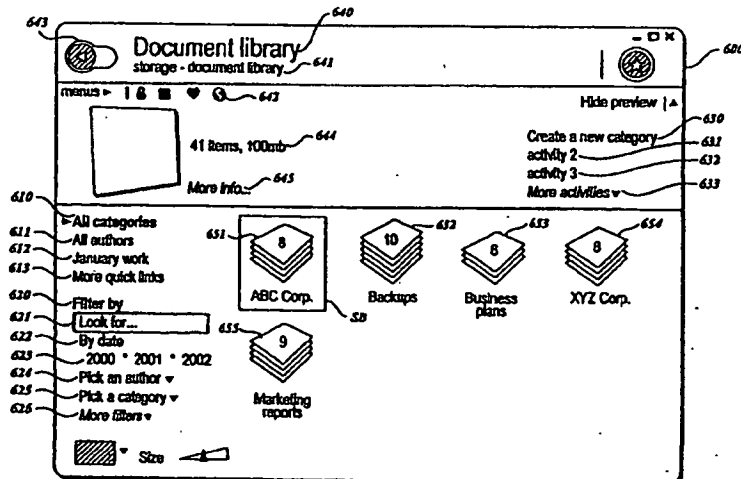 640
643
Document library
storage - document library
641
600
menus
642
Hide preview
644
41 items, 100mb
645
More info...
Create a new category
630
activity 2
631
activity 3
632
More activities
633
610
All categories
611
All authors
612
January work
613
More quick links
620
Filter by
621
Look for...
622
By date
623
2000 * 2001 * 2002
624
Pick an author
625
Pick a category
626
More filters
651
8
ABC Corp.
SB
652
10
Backups
653
6
Business
plans
654
8
XYZ Corp.
655
9
Marketing
reports
Size